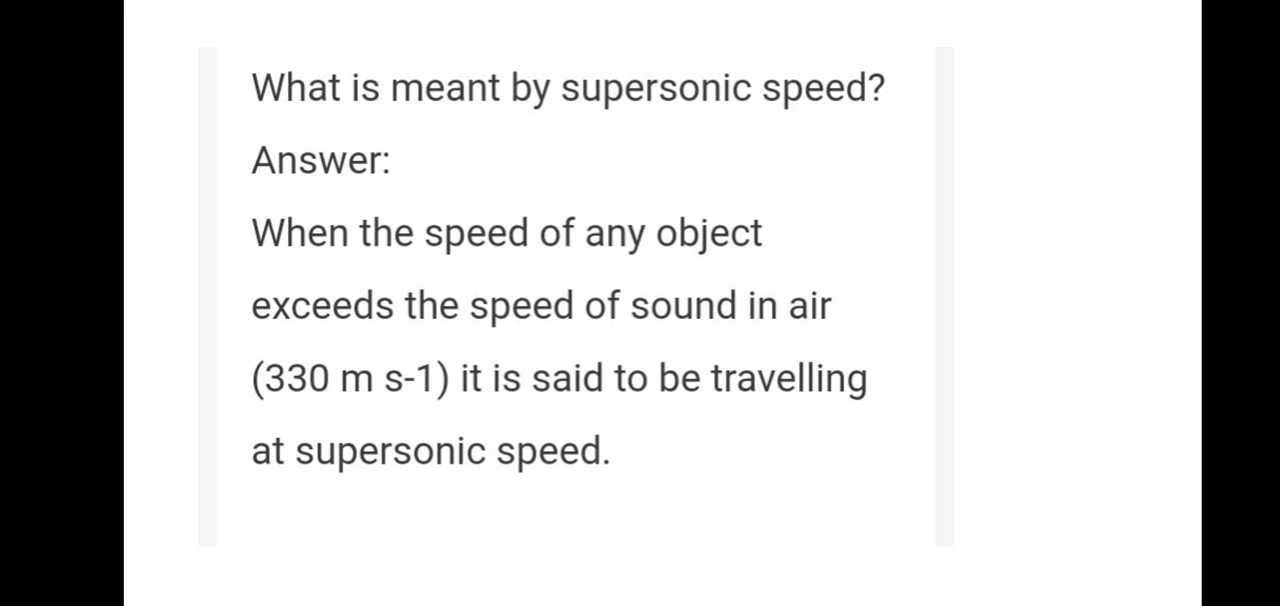 What is meant by supersonic speed?
Answer:
When the speed of any object
exceeds the speed of sound in air
(330 m s-1) it is said to be travelling
at supersonic speed.